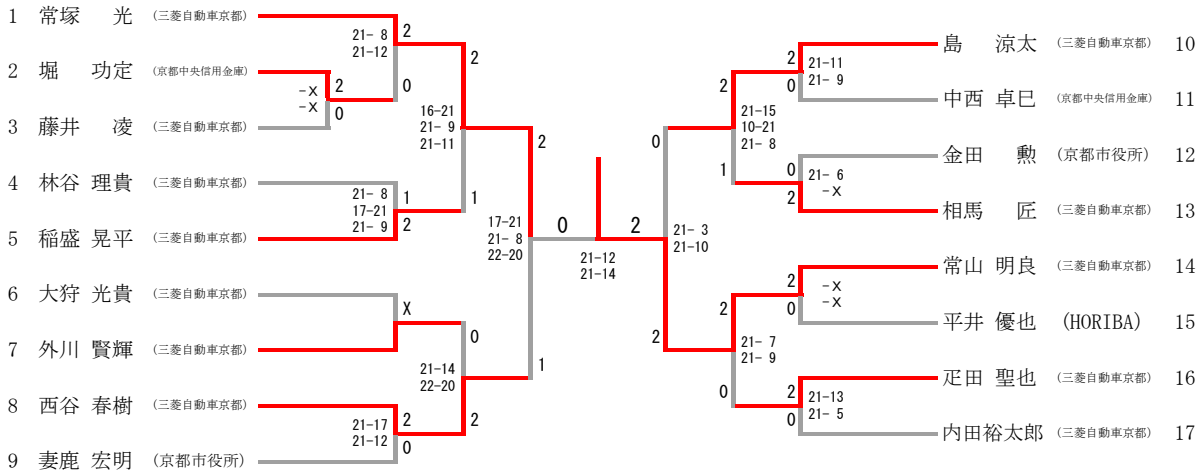 1 常塚 光 (三菱自動車京都)
2 堀 功定 (京都中央信用金庫)
3 藤井 凌 (三菱自動車京都)
4 林谷 理貴 (三菱自動車京都)
5 稲盛 晃平 (三菱自動車京都)
6 大狩 光貴 (三菱自動車京都)
7 外川 賢輝 (三菱自動車京都)
8 西谷 春樹 (三菱自動車京都)
9 妻鹿 宏明 (京都市役所)
21- 8
21-12
2
0
-X
-X
2
0
21- 8
17-21
21- 9
1
2
X
21-17
21-12
2
0
16-21
21- 9
21-11
2
1
21-14
22-20
0
2
17-21
21- 8
22-20
2
1
0
2
21-12
21-14
0
2
21- 3
21-10
2
1
21-15
10-21
21- 8
2
0
21- 7
21- 9
2
0
21-11
21- 9
0
2
21- 6
-X
2
0
-X
-X
2
0
21-13
21- 5
島 涼太 (三菱自動車京都) 10
中西 卓巳 (京都中央信用金庫) 11
金田 勲 (京都市役所) 12
相馬 匠 (三菱自動車京都) 13
常山 明良 (三菱自動車京都) 14
平井 優也 (HORIBA) 15
疋田 聖也 (三菱自動車京都) 16
内田裕太郎 (三菱自動車京都) 17